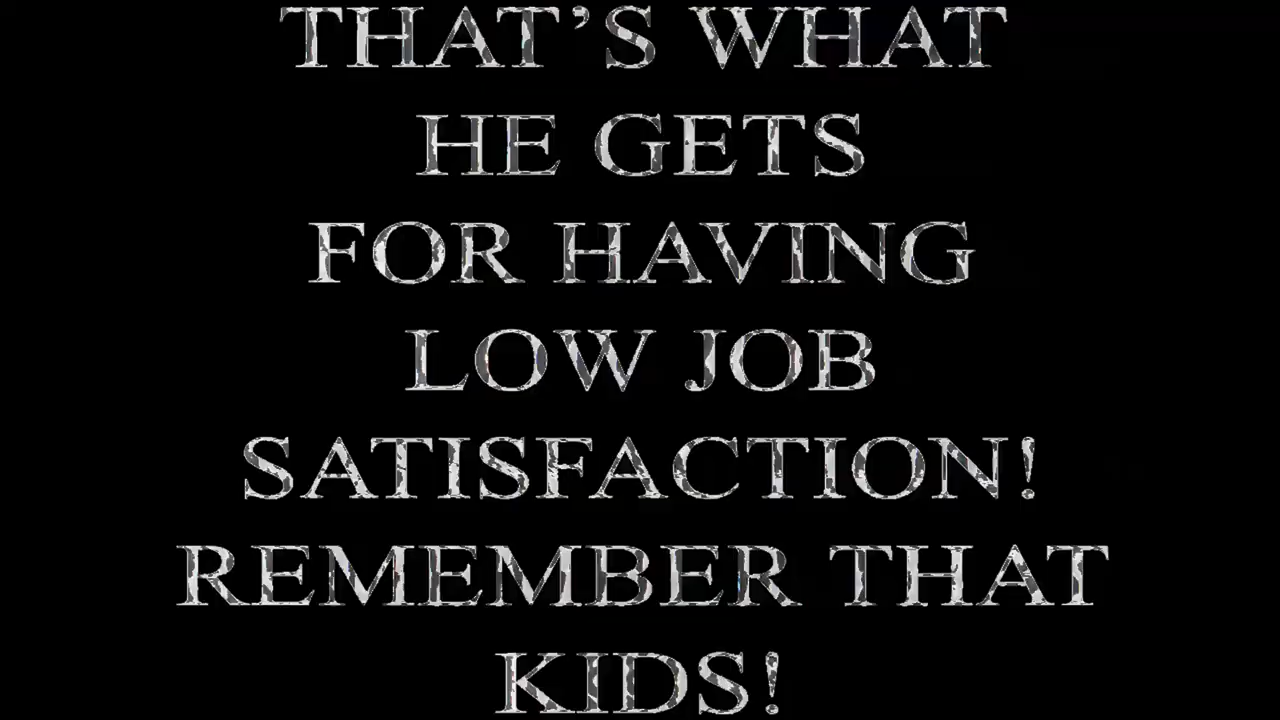 THAT’S WHAT
HE GETS
FOR HAVING
LOW JOB
SATISFACTION!
REMEMBER THAT
KIDS!